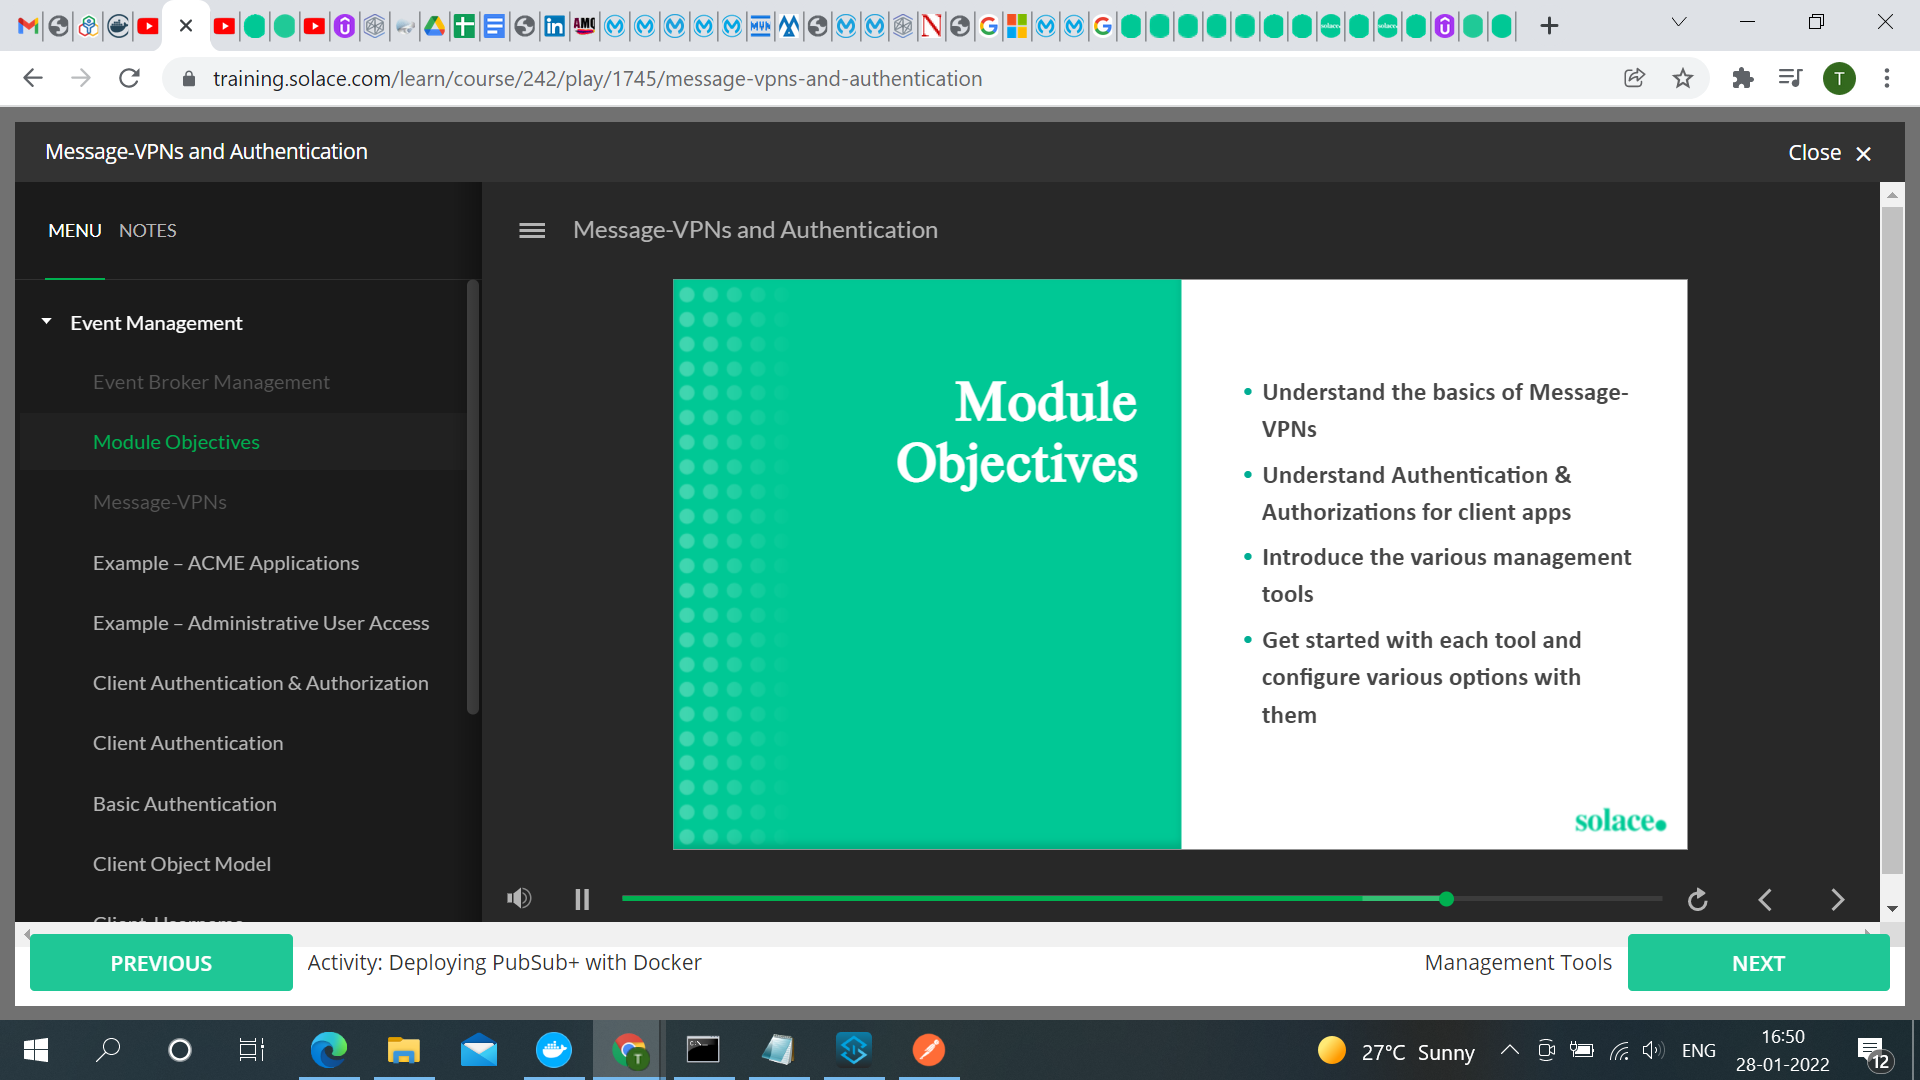 training.solace.com/learn/course/242/play/1745/message-vpns-and-authentication
T
Message-VPNs and Authentication
Close
MENU NOTES
Message-VPNs and Authentication
Event Management
Event Broker Management
Module Objectives
Message-VPNs
Example – ACME Applications
Example – Administrative User Access
Client Authentication & Authorization
Client Authentication
Basic Authentication
Client Object Model
Module
Objectives
• Understand the basics of Message-
VPNs
• Understand Authentication &
Authorizations for client apps
• Introduce the various management
tools
• Get started with each tool and
configure various options with
them
solace
PREVIOUS
Activity: Deploying PubSub+ with Docker
Management Tools
NEXT
27°C Sunny
ENG
16:50
28-01-2022
12